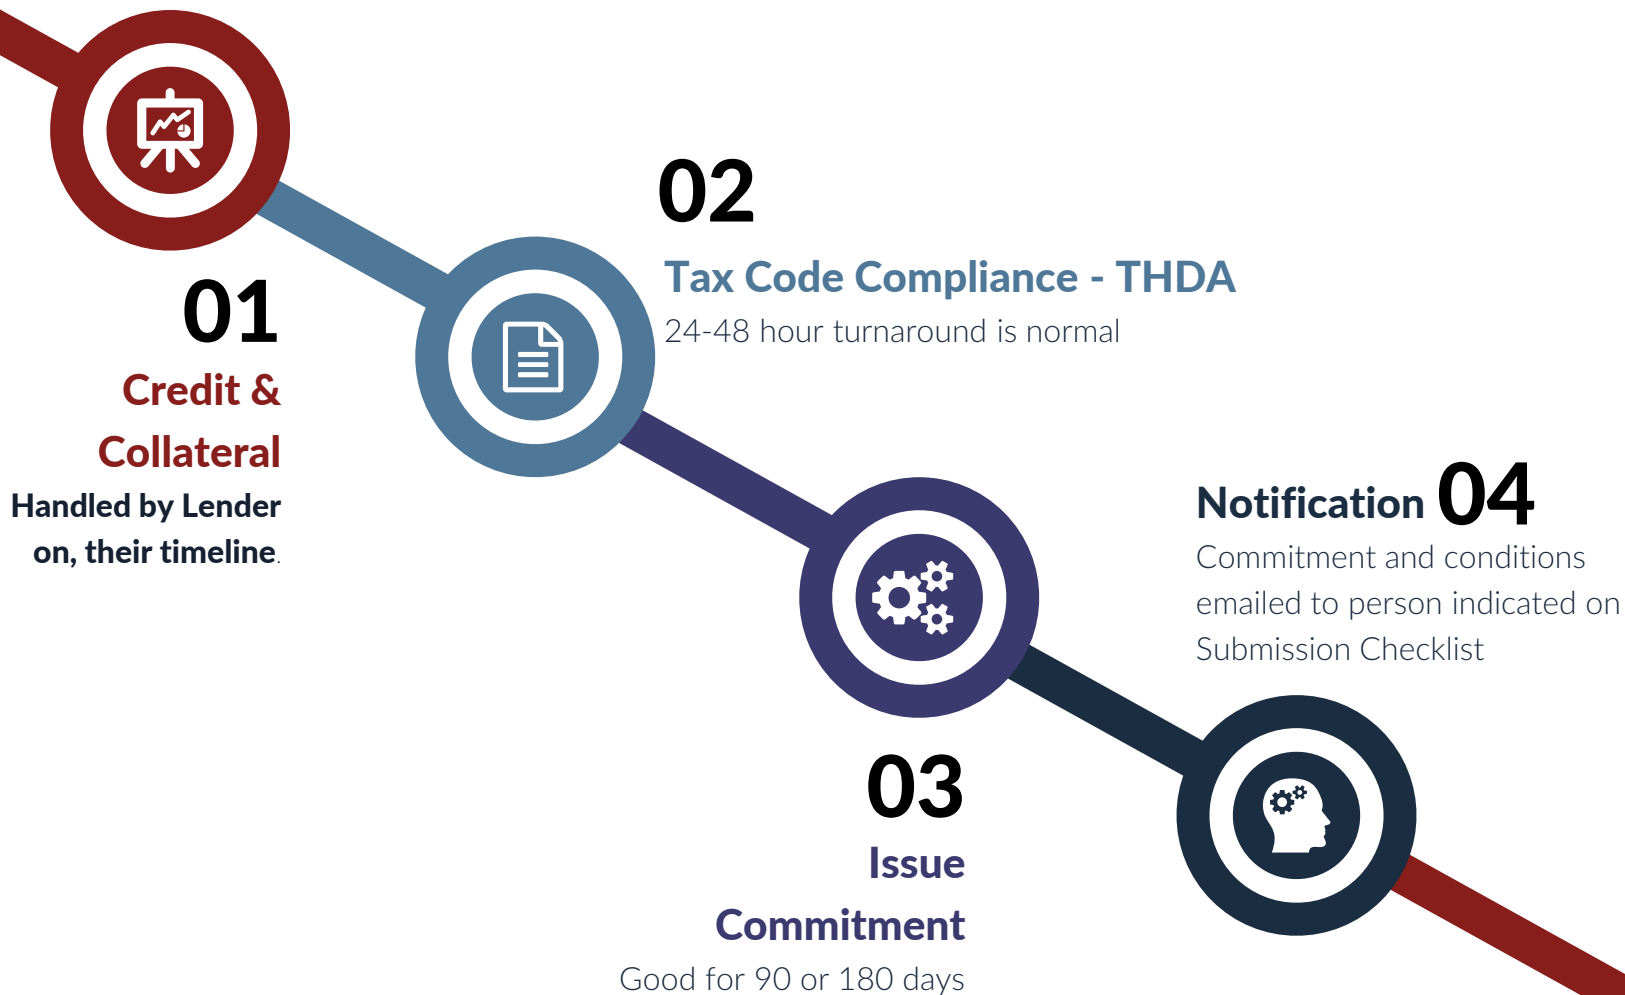 01
Credit &
Collateral
Handled by Lender
on, their timeline.
02
Tax Code Compliance - THDA
24-48 hour turnaround is normal
03
Issue
Commitment
Good for 90 or 180 days
Notification 04
Commitment and conditions
emailed to person indicated on
Submission Checklist